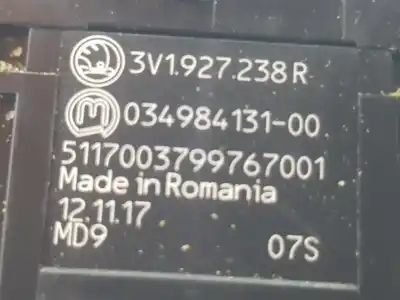 3V1.927.238 R
034984131-00
5117003799767001
Made in Romania
12.11.17
MD9 07S